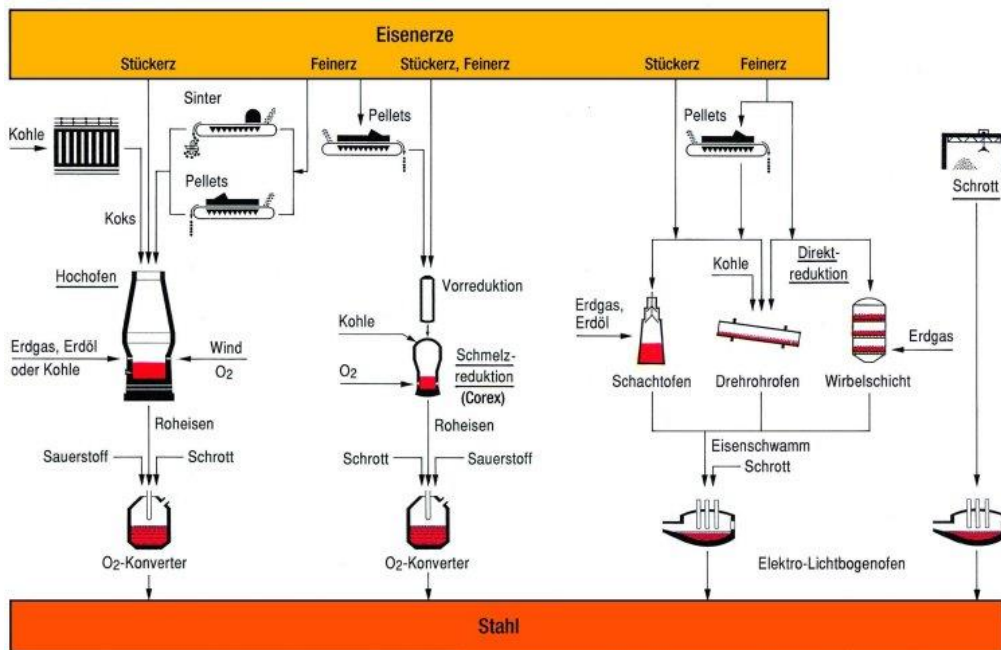 Eisenerze
Stückerz
Feinerz
Stückerz, Feinerz
Stückerz
Feinerz
Sinter
Pellets
Pellets
Kohle
Pellets
Schrott
Koks
Hochofen
Vorreduktion
Kohle
Direkt-
reduktion
Erdgas,
Erdöl
Kohle
Erdgas, Erdöl
oder Kohle
Wind
O2
O2
Schmelz-
reduktion
(Corex)
Erdgas
Schachtofen
Drehrohrofen
Wirbelschicht
Roheisen
Roheisen
Eisenschwamm
Sauerstoff
Schrott
Schrott
Sauerstoff
Schrott
O2-Konverter
O2-Konverter
Elektro-Lichtbogenofen
Stahl